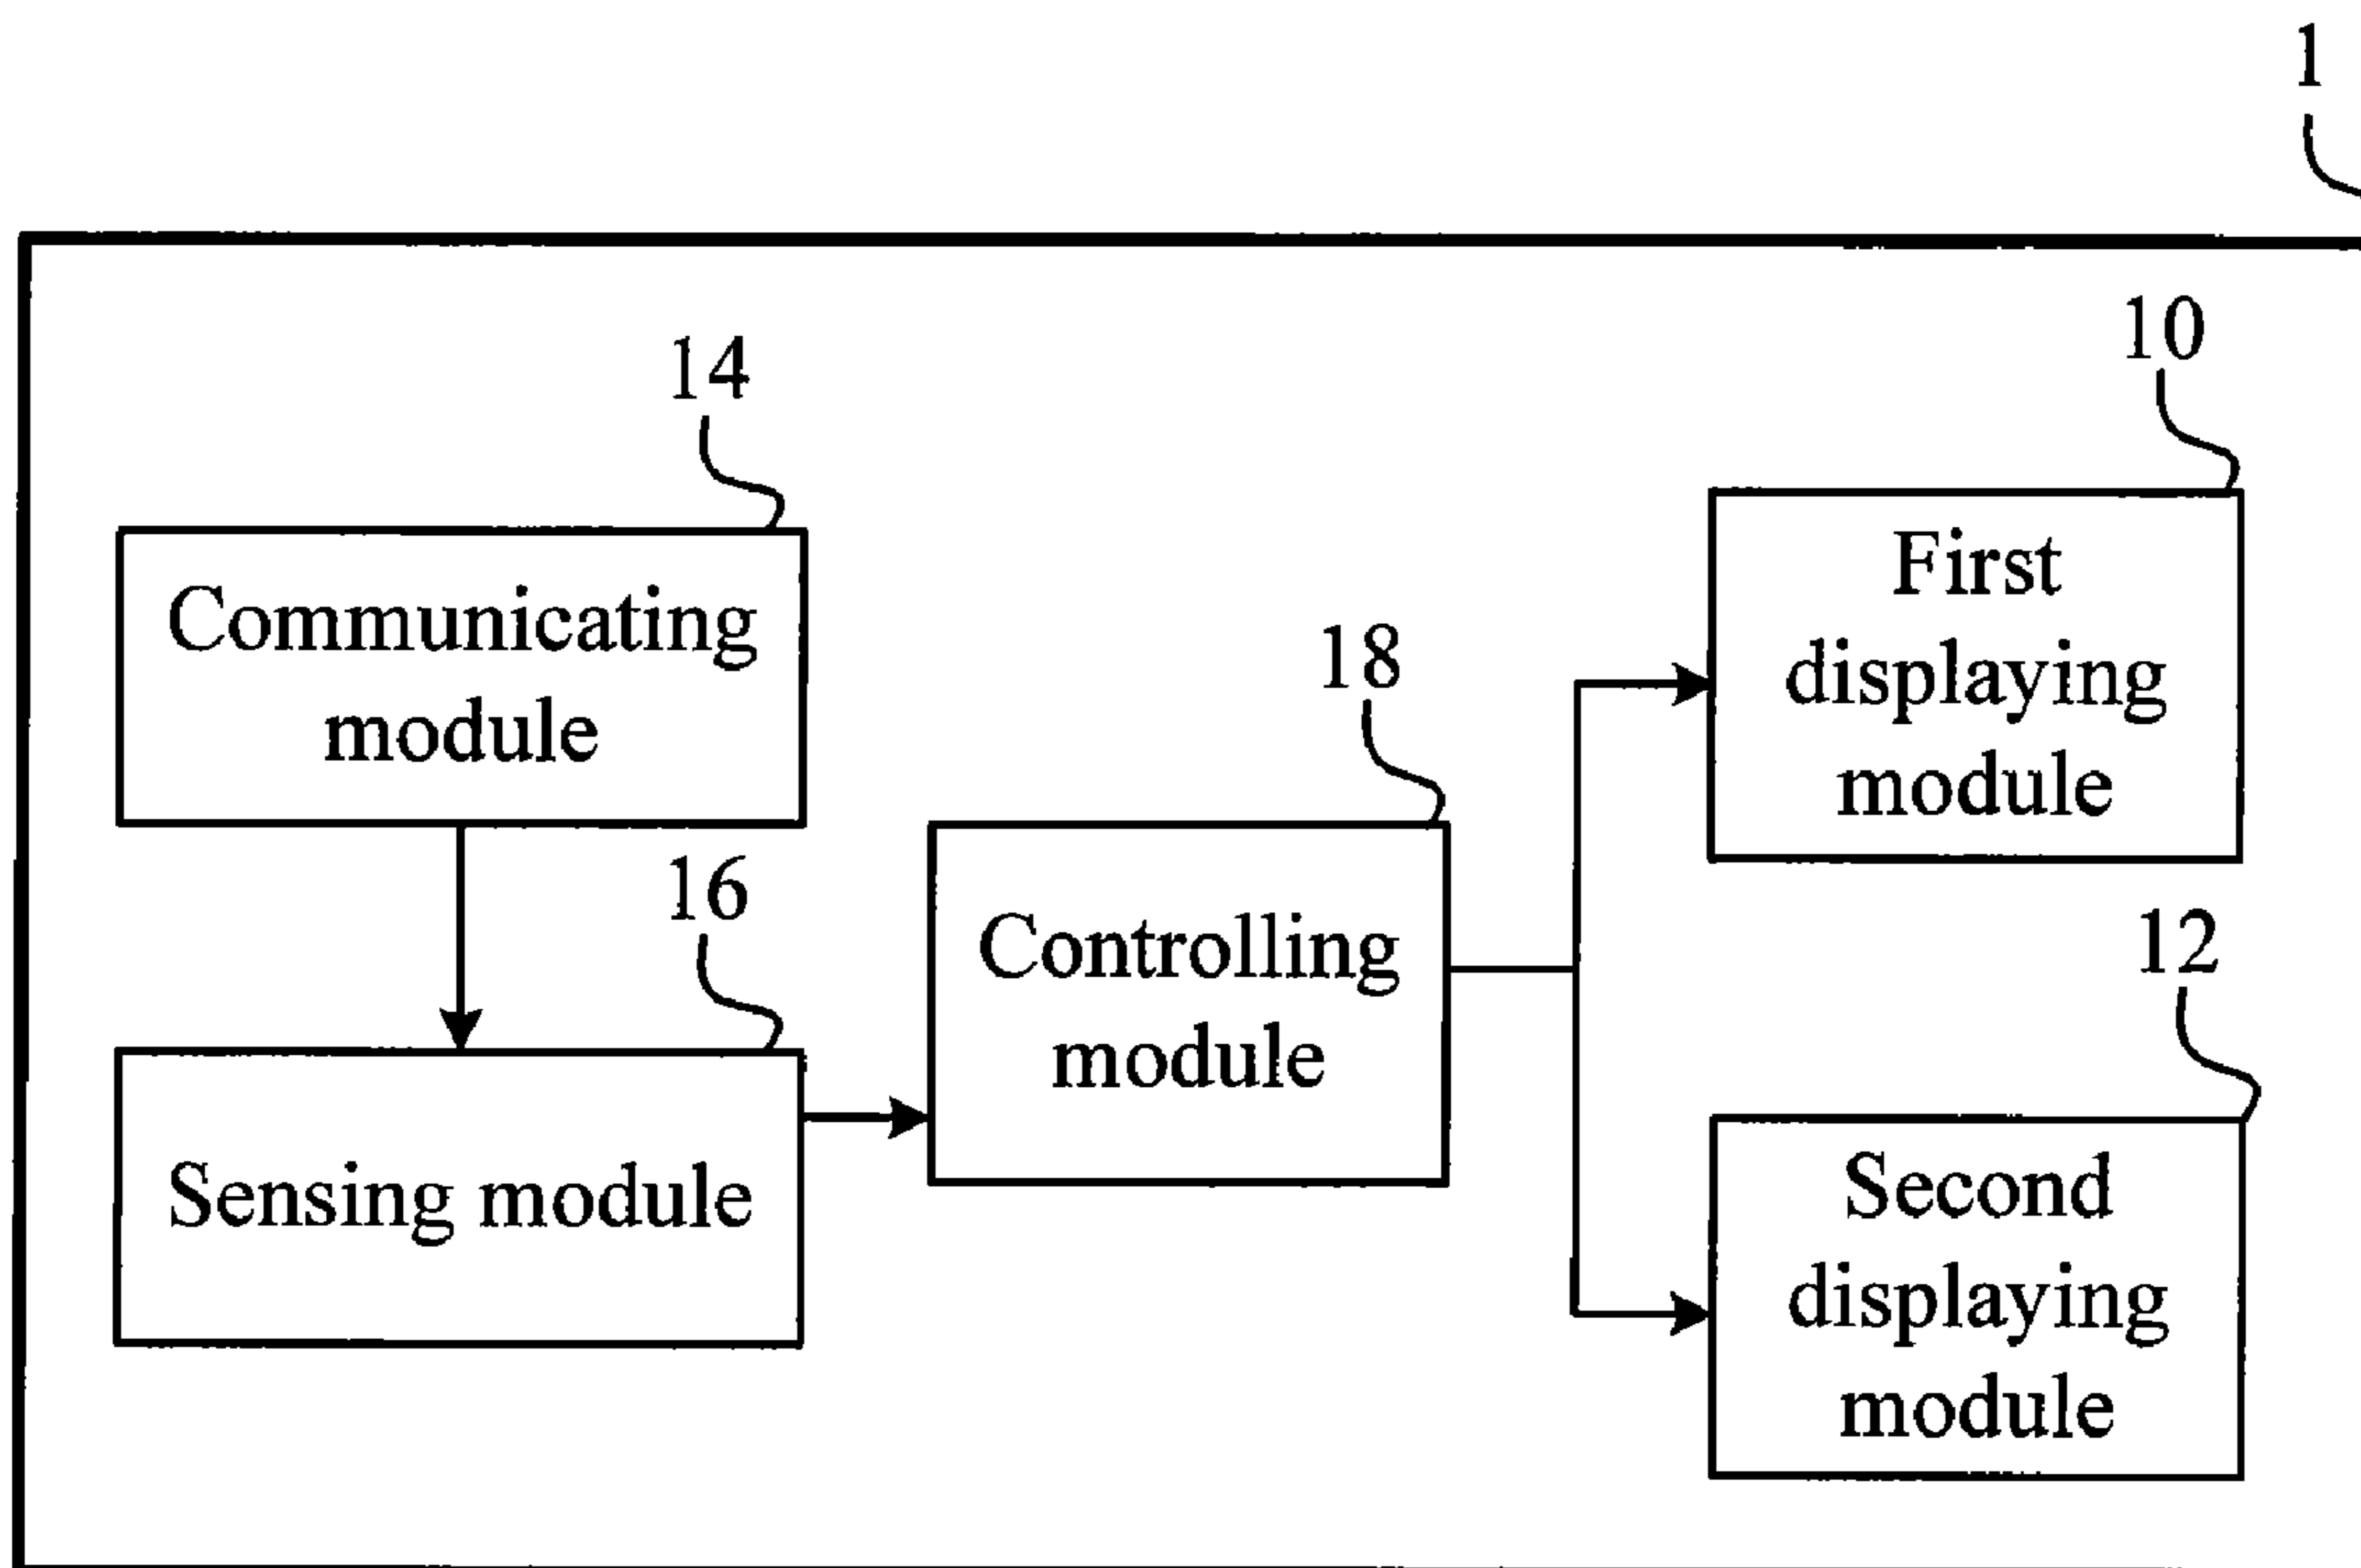 1
10
14
First
displaying
module
Communicating
module
18
16
Controlling
module
12
Sensing module
Second
displaying
module